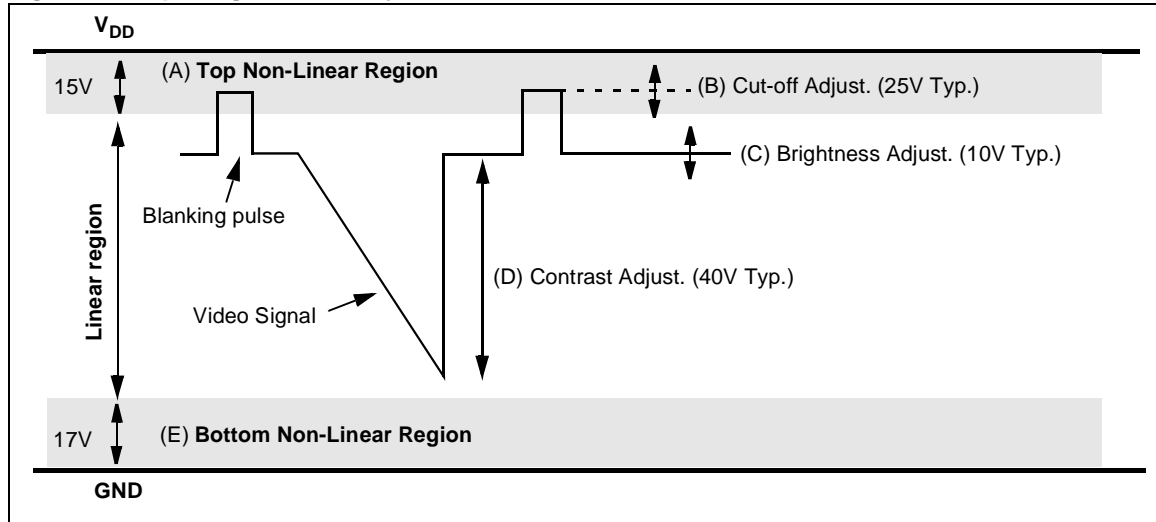 VDD
(A) Top Non-Linear Region
15V
(B) Cut-off Adjust. (25V Typ.)
(C) Brightness Adjust. (10V Typ.)
Blanking pulse
Linear region
(D) Contrast Adjust. (40V Typ.)
Video Signal
17V
(E) Bottom Non-Linear Region
GND